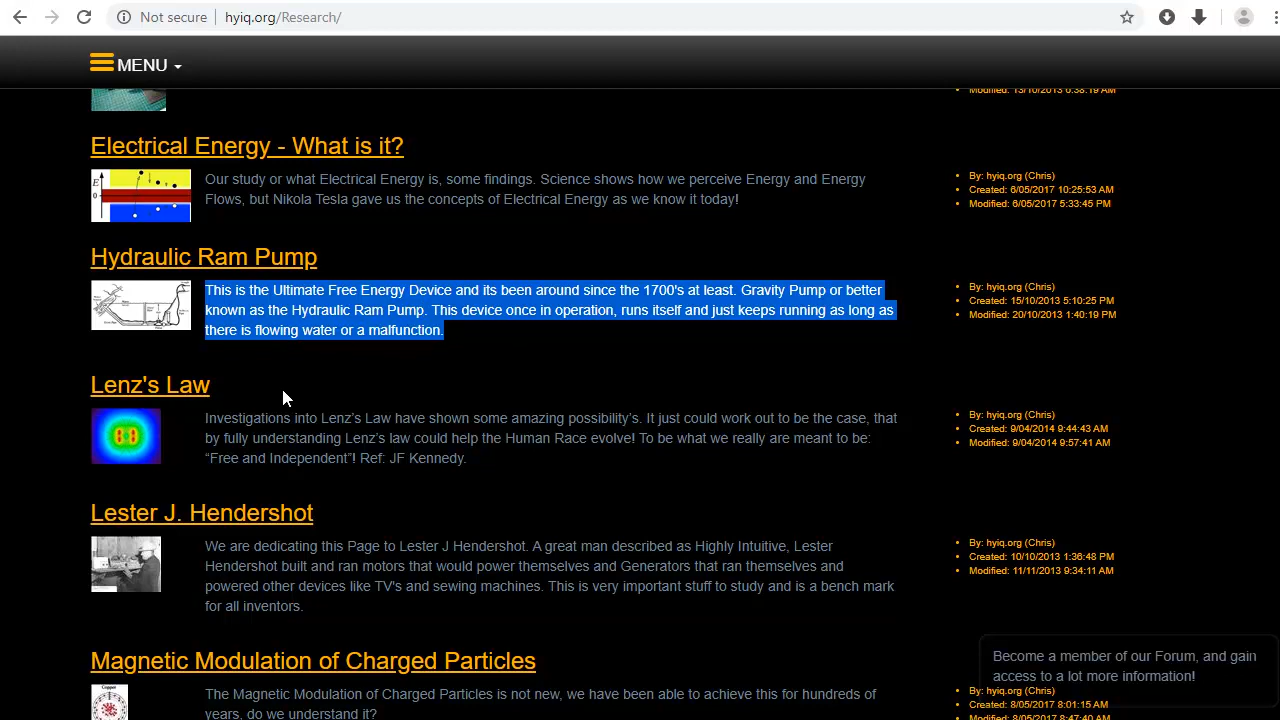 Not secure | hyiq.org/Research/
MENU
Modified: 13/10/2013 6:38:19 AM
Electrical Energy - What is it?
Our study or what Electrical Energy is, some findings. Science shows how we perceive Energy and Energy
Flows, but Nikola Tesla gave us the concepts of Electrical Energy as we know it today!
By: hyiq.org (Chris)
Created: 6/05/2017 10:25:53 AM
Modified: 6/05/2017 5:33:45 PM
Hydraulic Ram Pump
This is the Ultimate Free Energy Device and its been around since the 1700's at least. Gravity Pump or better
known as the Hydraulic Ram Pump. This device once in operation, runs itself and just keeps running as long as
there is flowing water or a malfunction.
By: hyiq.org (Chris)
Created: 15/10/2013 5:10:25 PM
Modified: 20/10/2013 1:40:19 PM
Lenz's Law
Investigations into Lenz’s Law have shown some amazing possibility’s. It just could work out to be the case, that
by fully understanding Lenz’s law could help the Human Race evolve! To be what we really are meant to be:
“Free and Independent”! Ref: JF Kennedy.
By: hyiq.org (Chris)
Created: 9/04/2014 9:44:43 AM
Modified: 9/04/2014 9:57:41 AM
Lester J. Hendershot
We are dedicating this Page to Lester J Hendershot. A great man described as Highly Intuitive, Lester
Hendershot built and ran motors that would power themselves and Generators that ran themselves and
powered other devices like TV's and sewing machines. This is very important stuff to study and is a bench mark
for all inventors.
By: hyiq.org (Chris)
Created: 10/10/2013 1:36:48 PM
Modified: 11/11/2013 9:34:11 AM
Magnetic Modulation of Charged Particles
The Magnetic Modulation of Charged Particles is not new, we have been able to achieve this for hundreds of
years, do we understand it?
Become a member of our Forum, and gain
access to a lot more information!
By: hyiq.org (Chris)
Created: 8/05/2017 8:01:15 AM
Modified: 8/05/2017 8:47:40 AM